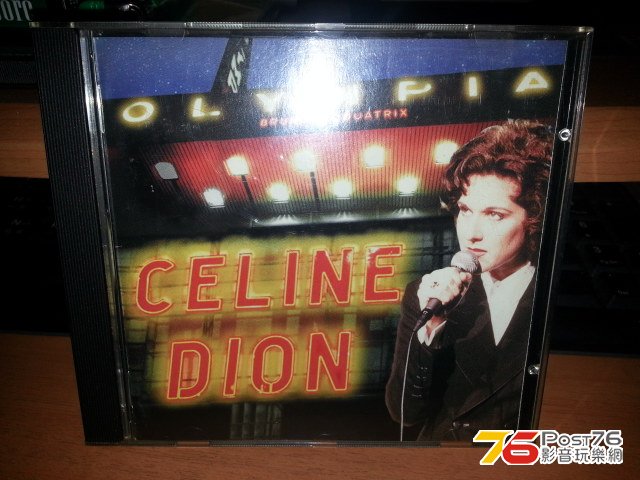 OLYMPIA
CELINE
DION
76 Post76
影音玩樂網